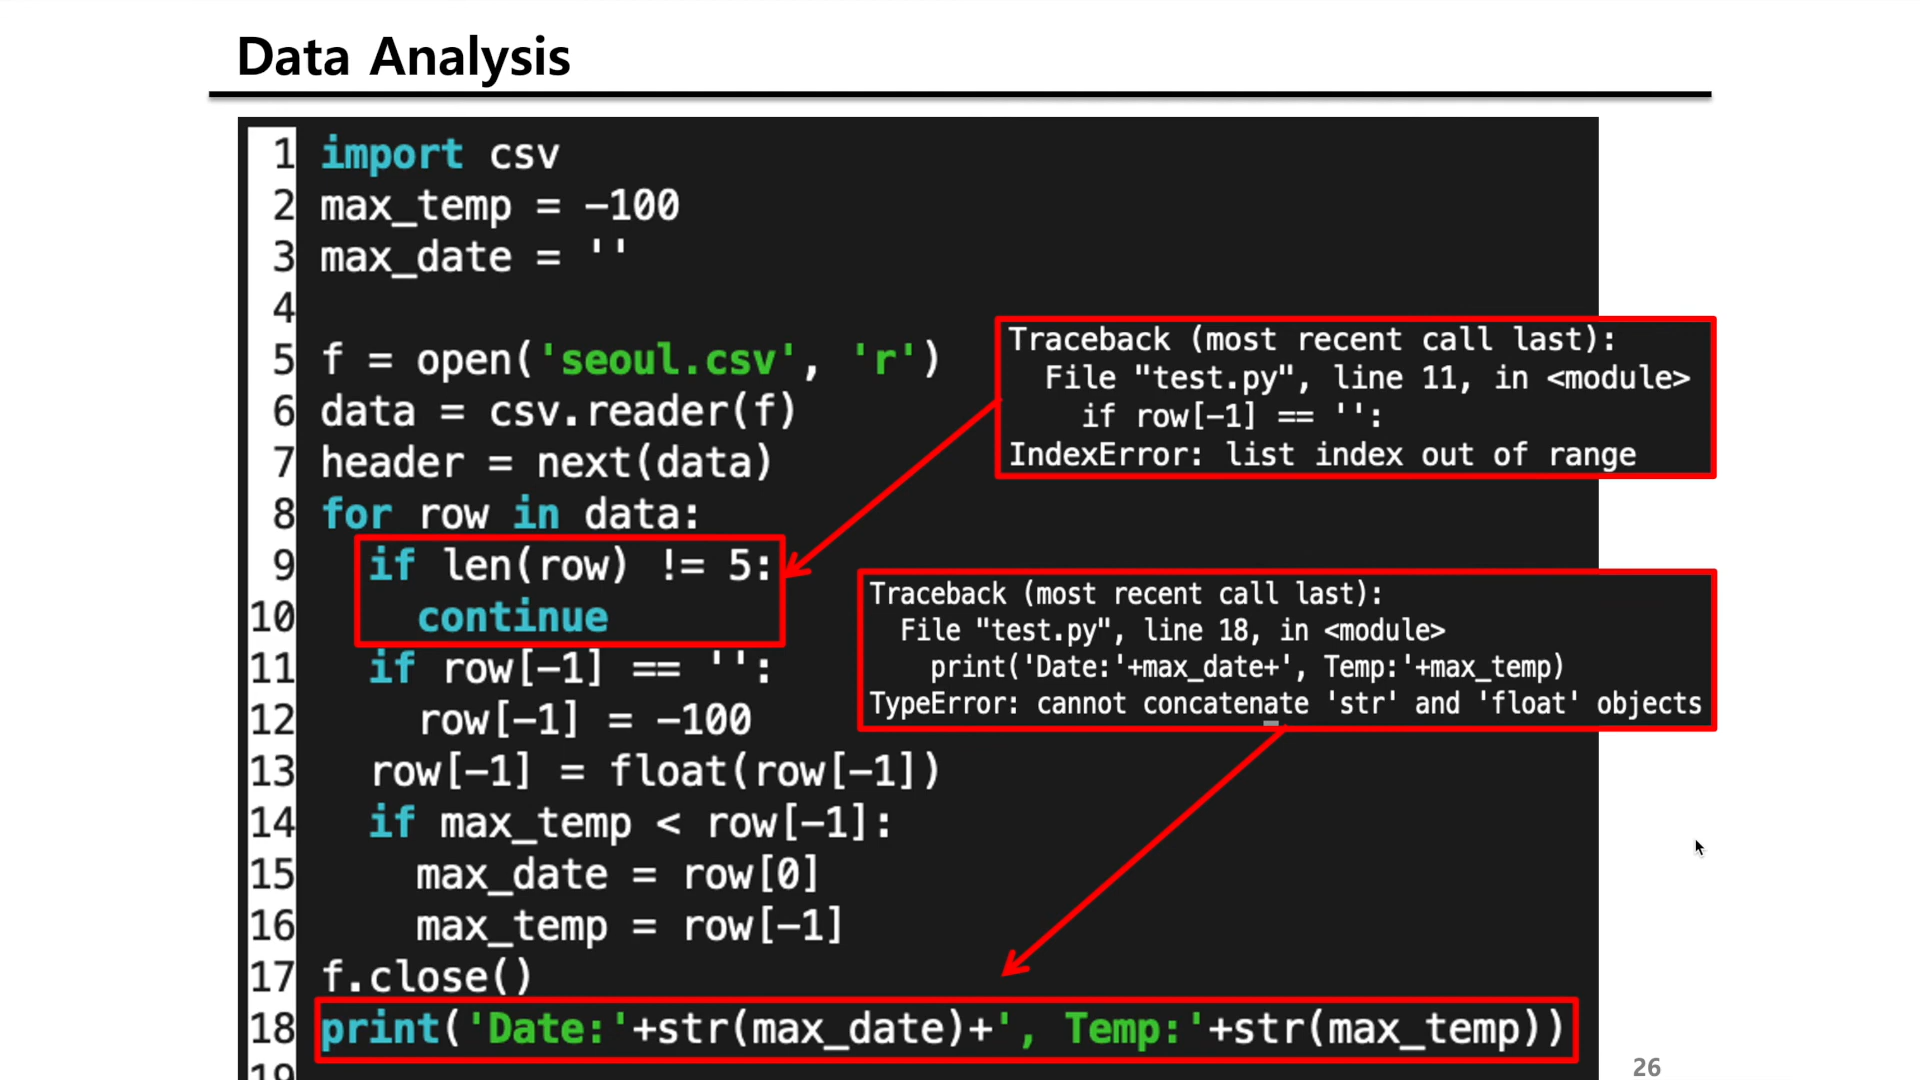 Data Analysis
1 import csv
2 max_temp = -100
3 max_date = ''
4
5 f = open('seoul.csv', 'r')
6 data = csv.reader(f)
7 header = next(data)
8 for row in data:
9 if len(row) != 5:
10 continue
11 if row[-1] == '':
12 row[-1] = -100
13 row[-1] = float(row[-1])
14 if max_temp < row[-1]:
15 max_date = row[0]
16 max_temp = row[-1]
17 f.close()
18 print('Date:'+str(max_date)+', Temp:'+str(max_temp))
19
Traceback (most recent call last):
File "test.py", line 11, in <module>
if row[-1] == '':
IndexError: list index out of range
Traceback (most recent call last):
File "test.py", line 18, in <module>
print('Date:'+max_date+', Temp:'+max_temp)
TypeError: cannot concatenate 'str' and 'float' objects
26